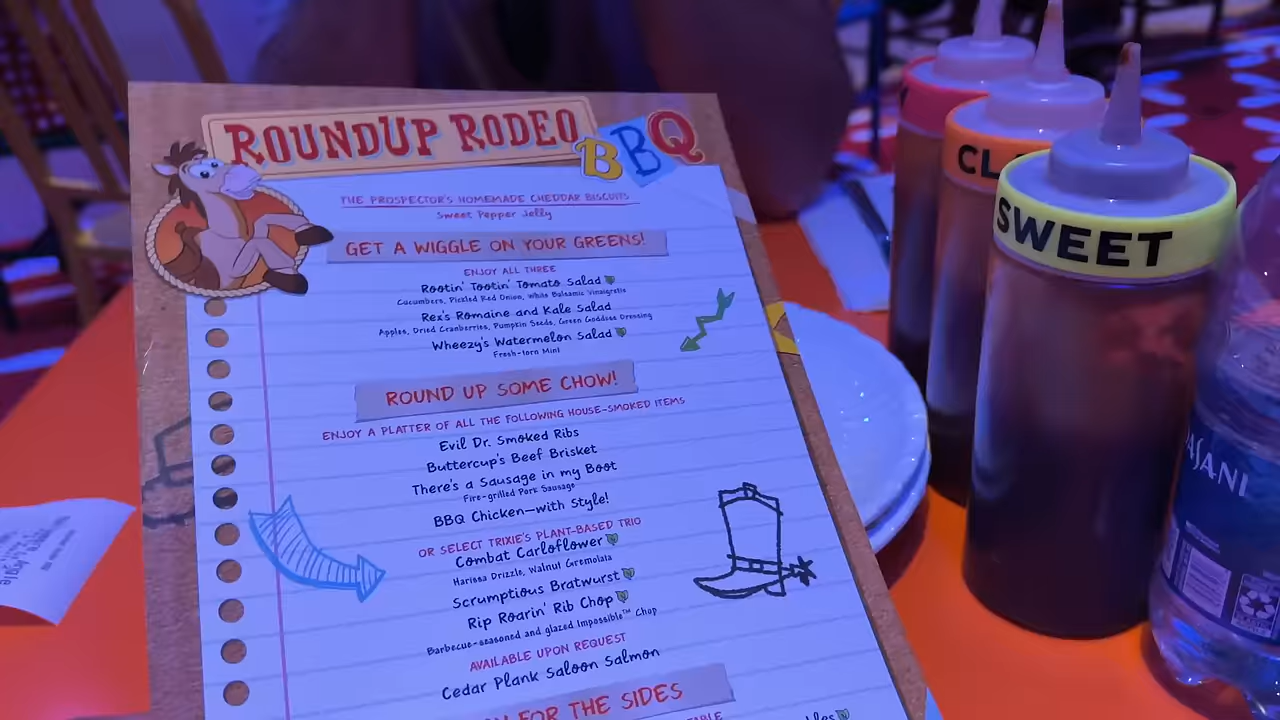 ROUNDUP RODEO BBQ
THE PROSPECTOR'S HOMEMADE CHEDDAR BISCUITS
Sweet Pepper Jelly
GET A WIGGLE ON YOUR GREENS!
ENJOY ALL THREE
Rootin' Tootin' Tomato Salad
Cucumbers, Pickled Red Onion, White Balsamic Vinaigrette
Rex's Romaine and Kale Salad
Apples, Dried Cranberries, Pumpkin Seeds, Green Goddess Dressing
Wheezy's Watermelon Salad
Fresh-torn Mint
ROUND UP SOME CHOW!
ENJOY A PLATTER OF ALL THE FOLLOWING HOUSE-SMOKED ITEMS
Evil Dr. Smoked Ribs
Buttercup's Beef Brisket
There's a Sausage in my Boot
Fire-grilled Pork Sausage
BBQ Chicken—with Style!
OR SELECT TRIXIE'S PLANT-BASED TRIO
Combat Carloflower
Harissa Drizzle, Walnut Gremolata
Scrumptious Bratwurst
Rip Roarin' Rib Chop
Barbecue-seasoned and glazed Impossible™ Chop
AVAILABLE UPON REQUEST
Cedar Plank Saloon Salmon
FOR THE SIDES
CL
SWEET
ASANI